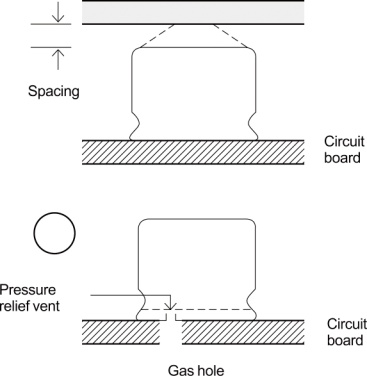 Spacing
Circuit
board
Pressure
relief vent
Circuit
board
Gas hole